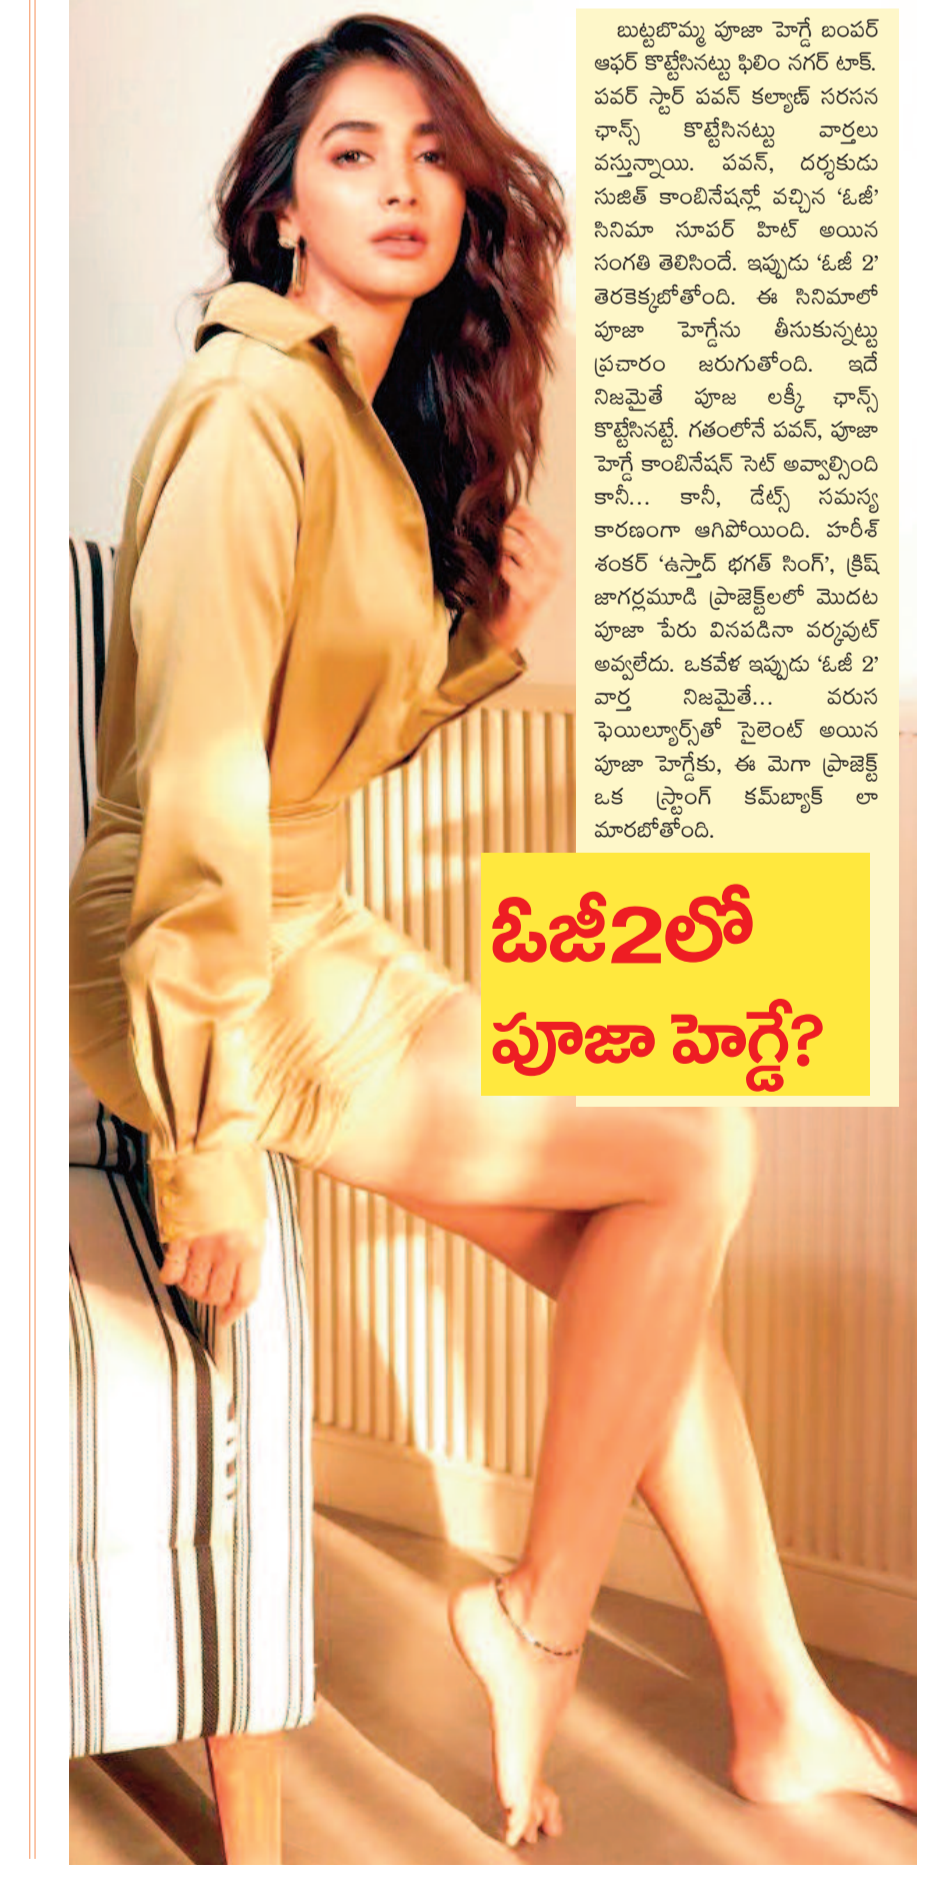 బుట్టబొమ్మ పూజా హెగ్డే బంపర్
ఆఫర్ కొట్టేసినట్టు ఫిలిం నగర్ టాక్.
పవర్ స్టార్ పవన్ కల్యాణ్ సరసన
ఛాన్స్ కొట్టేసినట్టు వార్తలు
వస్తున్నాయి. పవన్, దర్శకుడు
సుజిత్ కాంబినేషన్లో వచ్చిన ‘ఓజీ’
సినిమా సూపర్ హిట్ అయిన
సంగతి తెలిసిందే. ఇప్పుడు ‘ఓజీ 2’
తెరకెక్కబోతోంది. ఈ సినిమాలో
పూజా హెగ్డేను తీసుకున్నట్టు
ప్రచారం జరుగుతోంది. ఇదే
నిజమైతే పూజ లక్కీ ఛాన్స్
కొట్టేసినట్టే. గతంలోనే పవన్, పూజా
హెగ్డే కాంబినేషన్ సెట్ అవ్వాల్సింది
కానీ... కానీ, డేట్స్ సమస్య
కారణంగా ఆగిపోయింది. హరీశ్
శంకర్ ‘ఉస్తాద్ భగత్ సింగ్’, క్రిష్
జాగర్లమూడి ప్రాజెక్ట్‌లలో మొదట
పూజా పేరు వినపడినా వర్కవుట్
అవ్వలేదు. ఒకవేళ ఇప్పుడు ‘ఓజీ 2’
వార్త నిజమైతే... వరుస
ఫెయిల్యూర్స్‌తో సైలెంట్ అయిన
పూజా హెగ్డేకు, ఈ మెగా ప్రాజెక్ట్
ఒక స్ట్రాంగ్ కమ్‌బ్యాక్ లా
మారబోతోంది.
ఓజీ2లో
పూజా హెగ్డే?